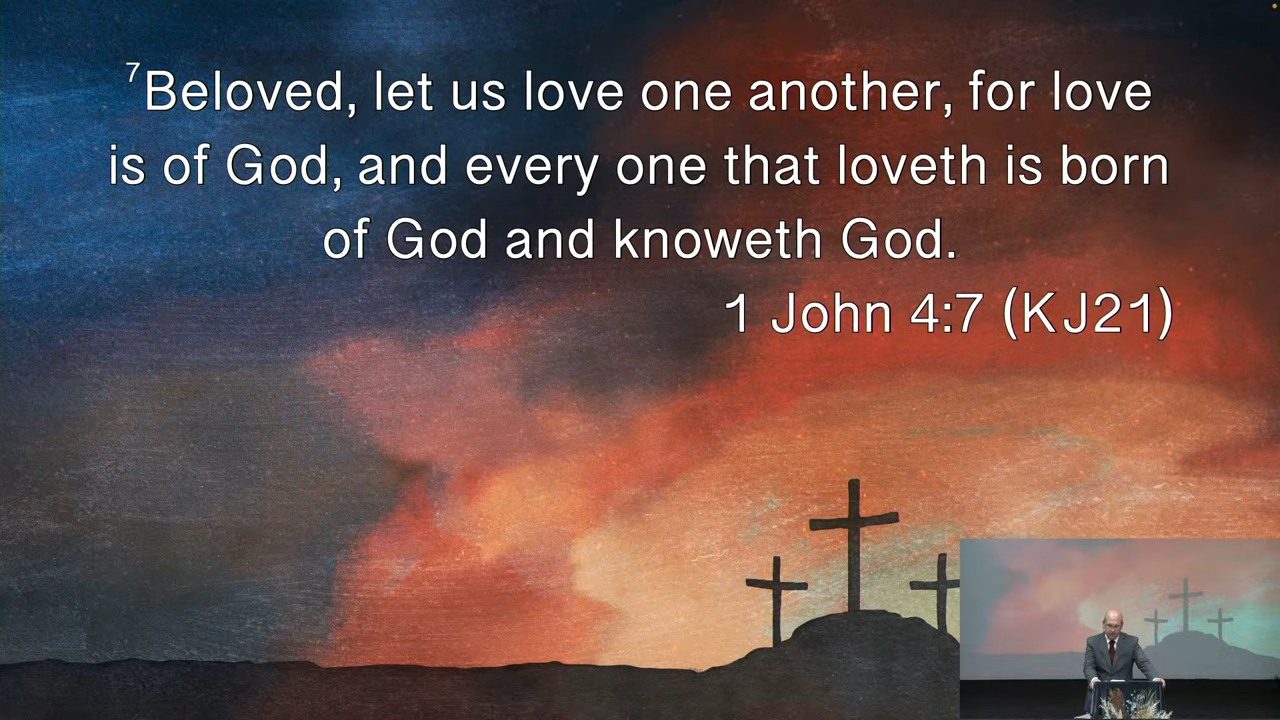 7Beloved, let us love one another, for love
is of God, and every one that loveth is born
of God and knoweth God.
1 John 4:7 (KJ21)